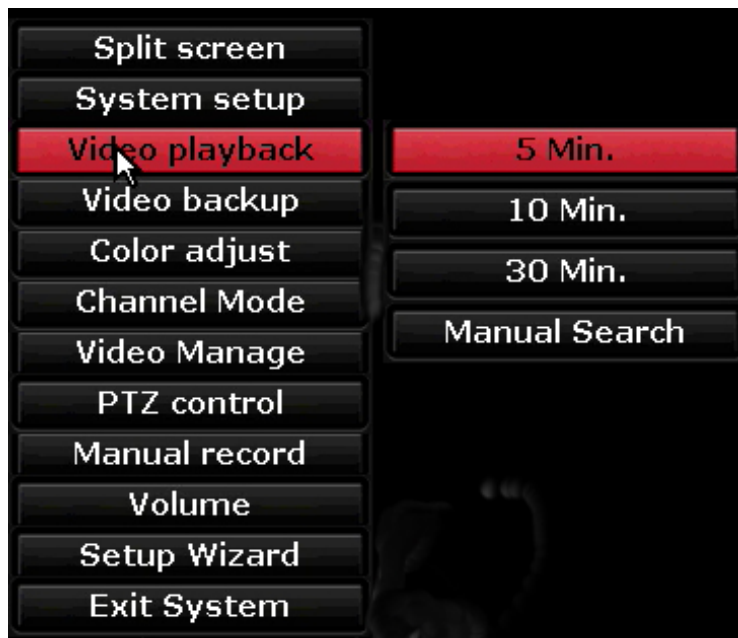 Split screen
System setup
Video playback
Video backup
Color adjust
Channel Mode
Video Manage
PTZ control
Manual record
Volume
Setup Wizard
Exit System
5 Min.
10 Min.
30 Min.
Manual Search